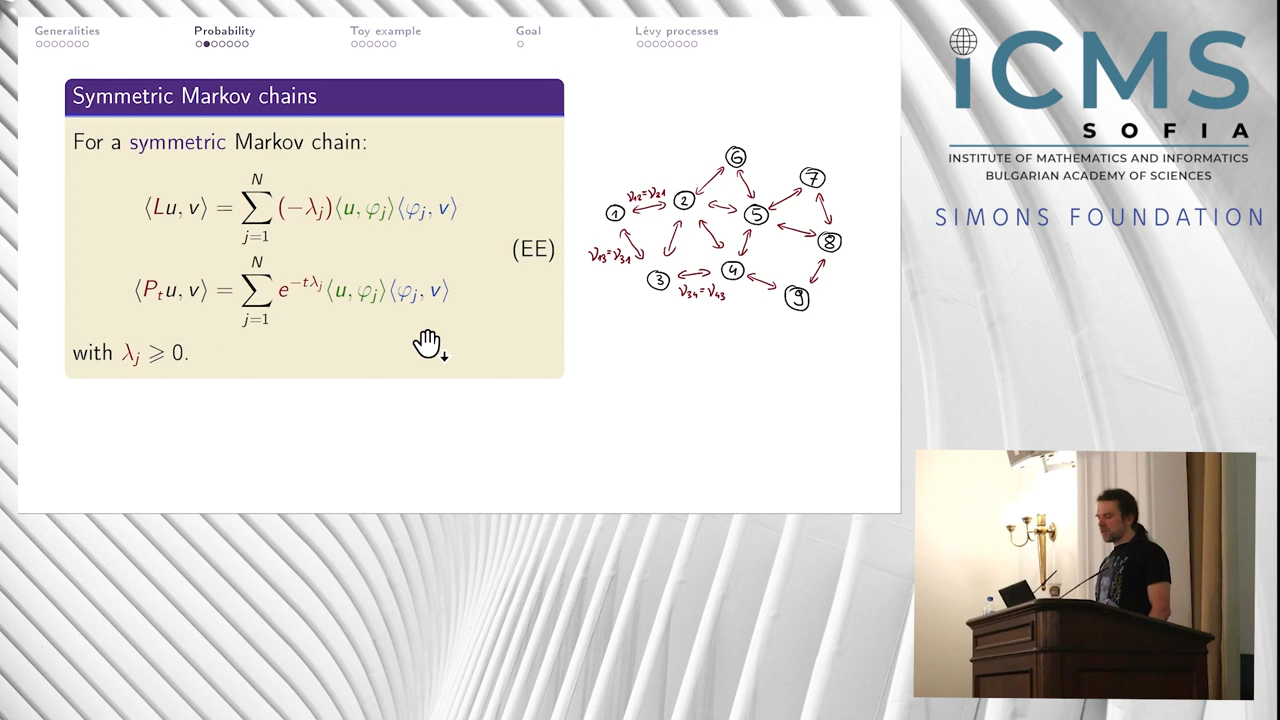 Generalities
Probability
Toy example
Goal
Lévy processes
Symmetric Markov chains
For a symmetric Markov chain:
⟨Lu, v⟩ = ∑_{j=1}^{N} (−λ_j)⟨u, φ_j⟩⟨φ_j, v⟩
(EE)
⟨P_t u, v⟩ = ∑_{j=1}^{N} e^{−tλ_j}⟨u, φ_j⟩⟨φ_j, v⟩
with λ_j ⩾ 0.
6
7
ν₁₂=ν₂₁
2
1
5
8
ν₁₃=ν₃₁
3
4
ν₃₄=ν₄₃
9
iCMS
SOFIA
INSTITUTE OF MATHEMATICS AND INFORMATICS
BULGARIAN ACADEMY OF SCIENCES
SIMONS FOUNDATION